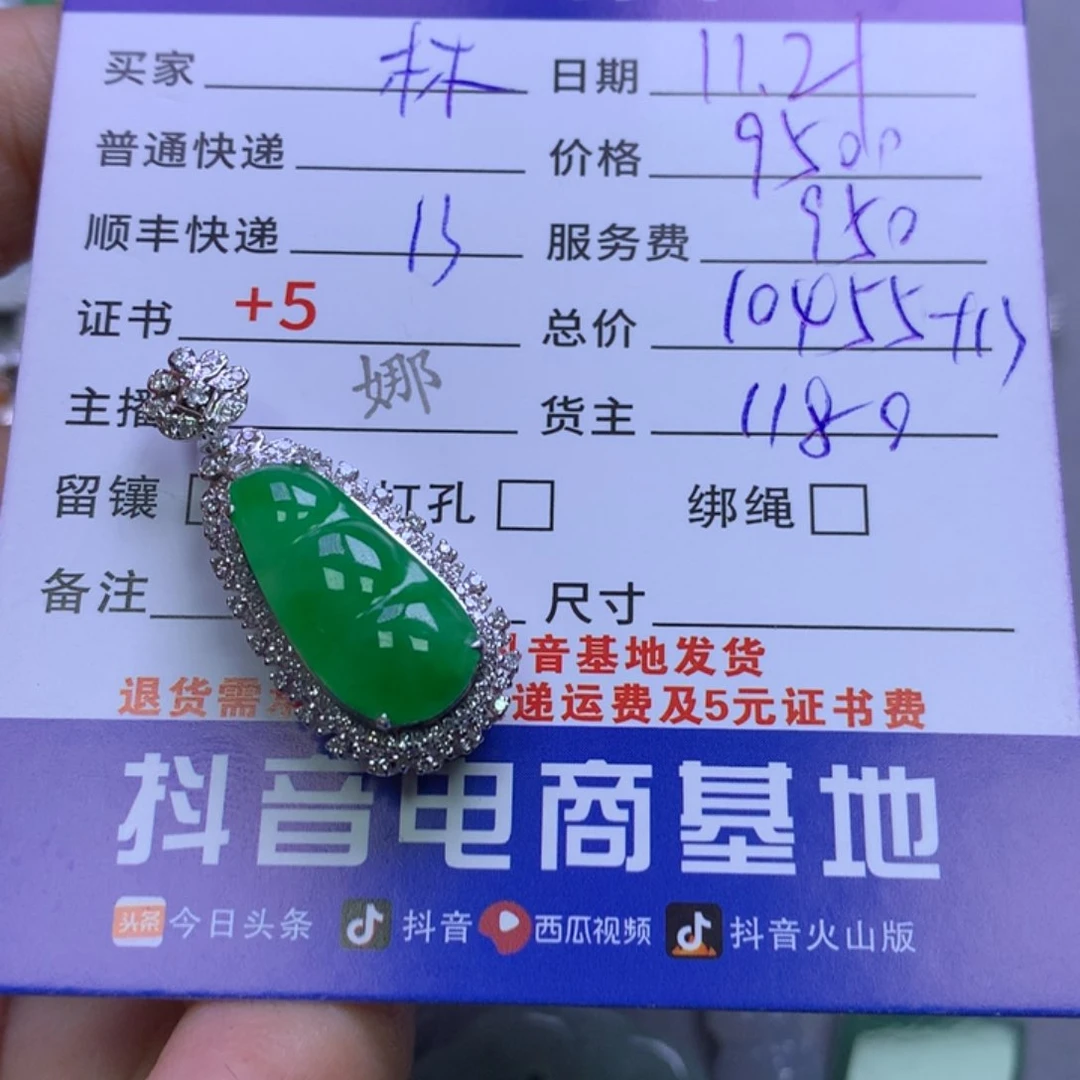 买家 林 日期 11.21
普通快递 价格 9500
顺丰快递 13 服务费 950
证书 +5 总价 10455+13
主播 娜 货主 1189
留镶 打孔 绑绳
备注 尺寸
音基地发货
退货需 递运费及5元证书费
抖音电商基地
头条 今日头条 抖音 西瓜视频 抖音火山版